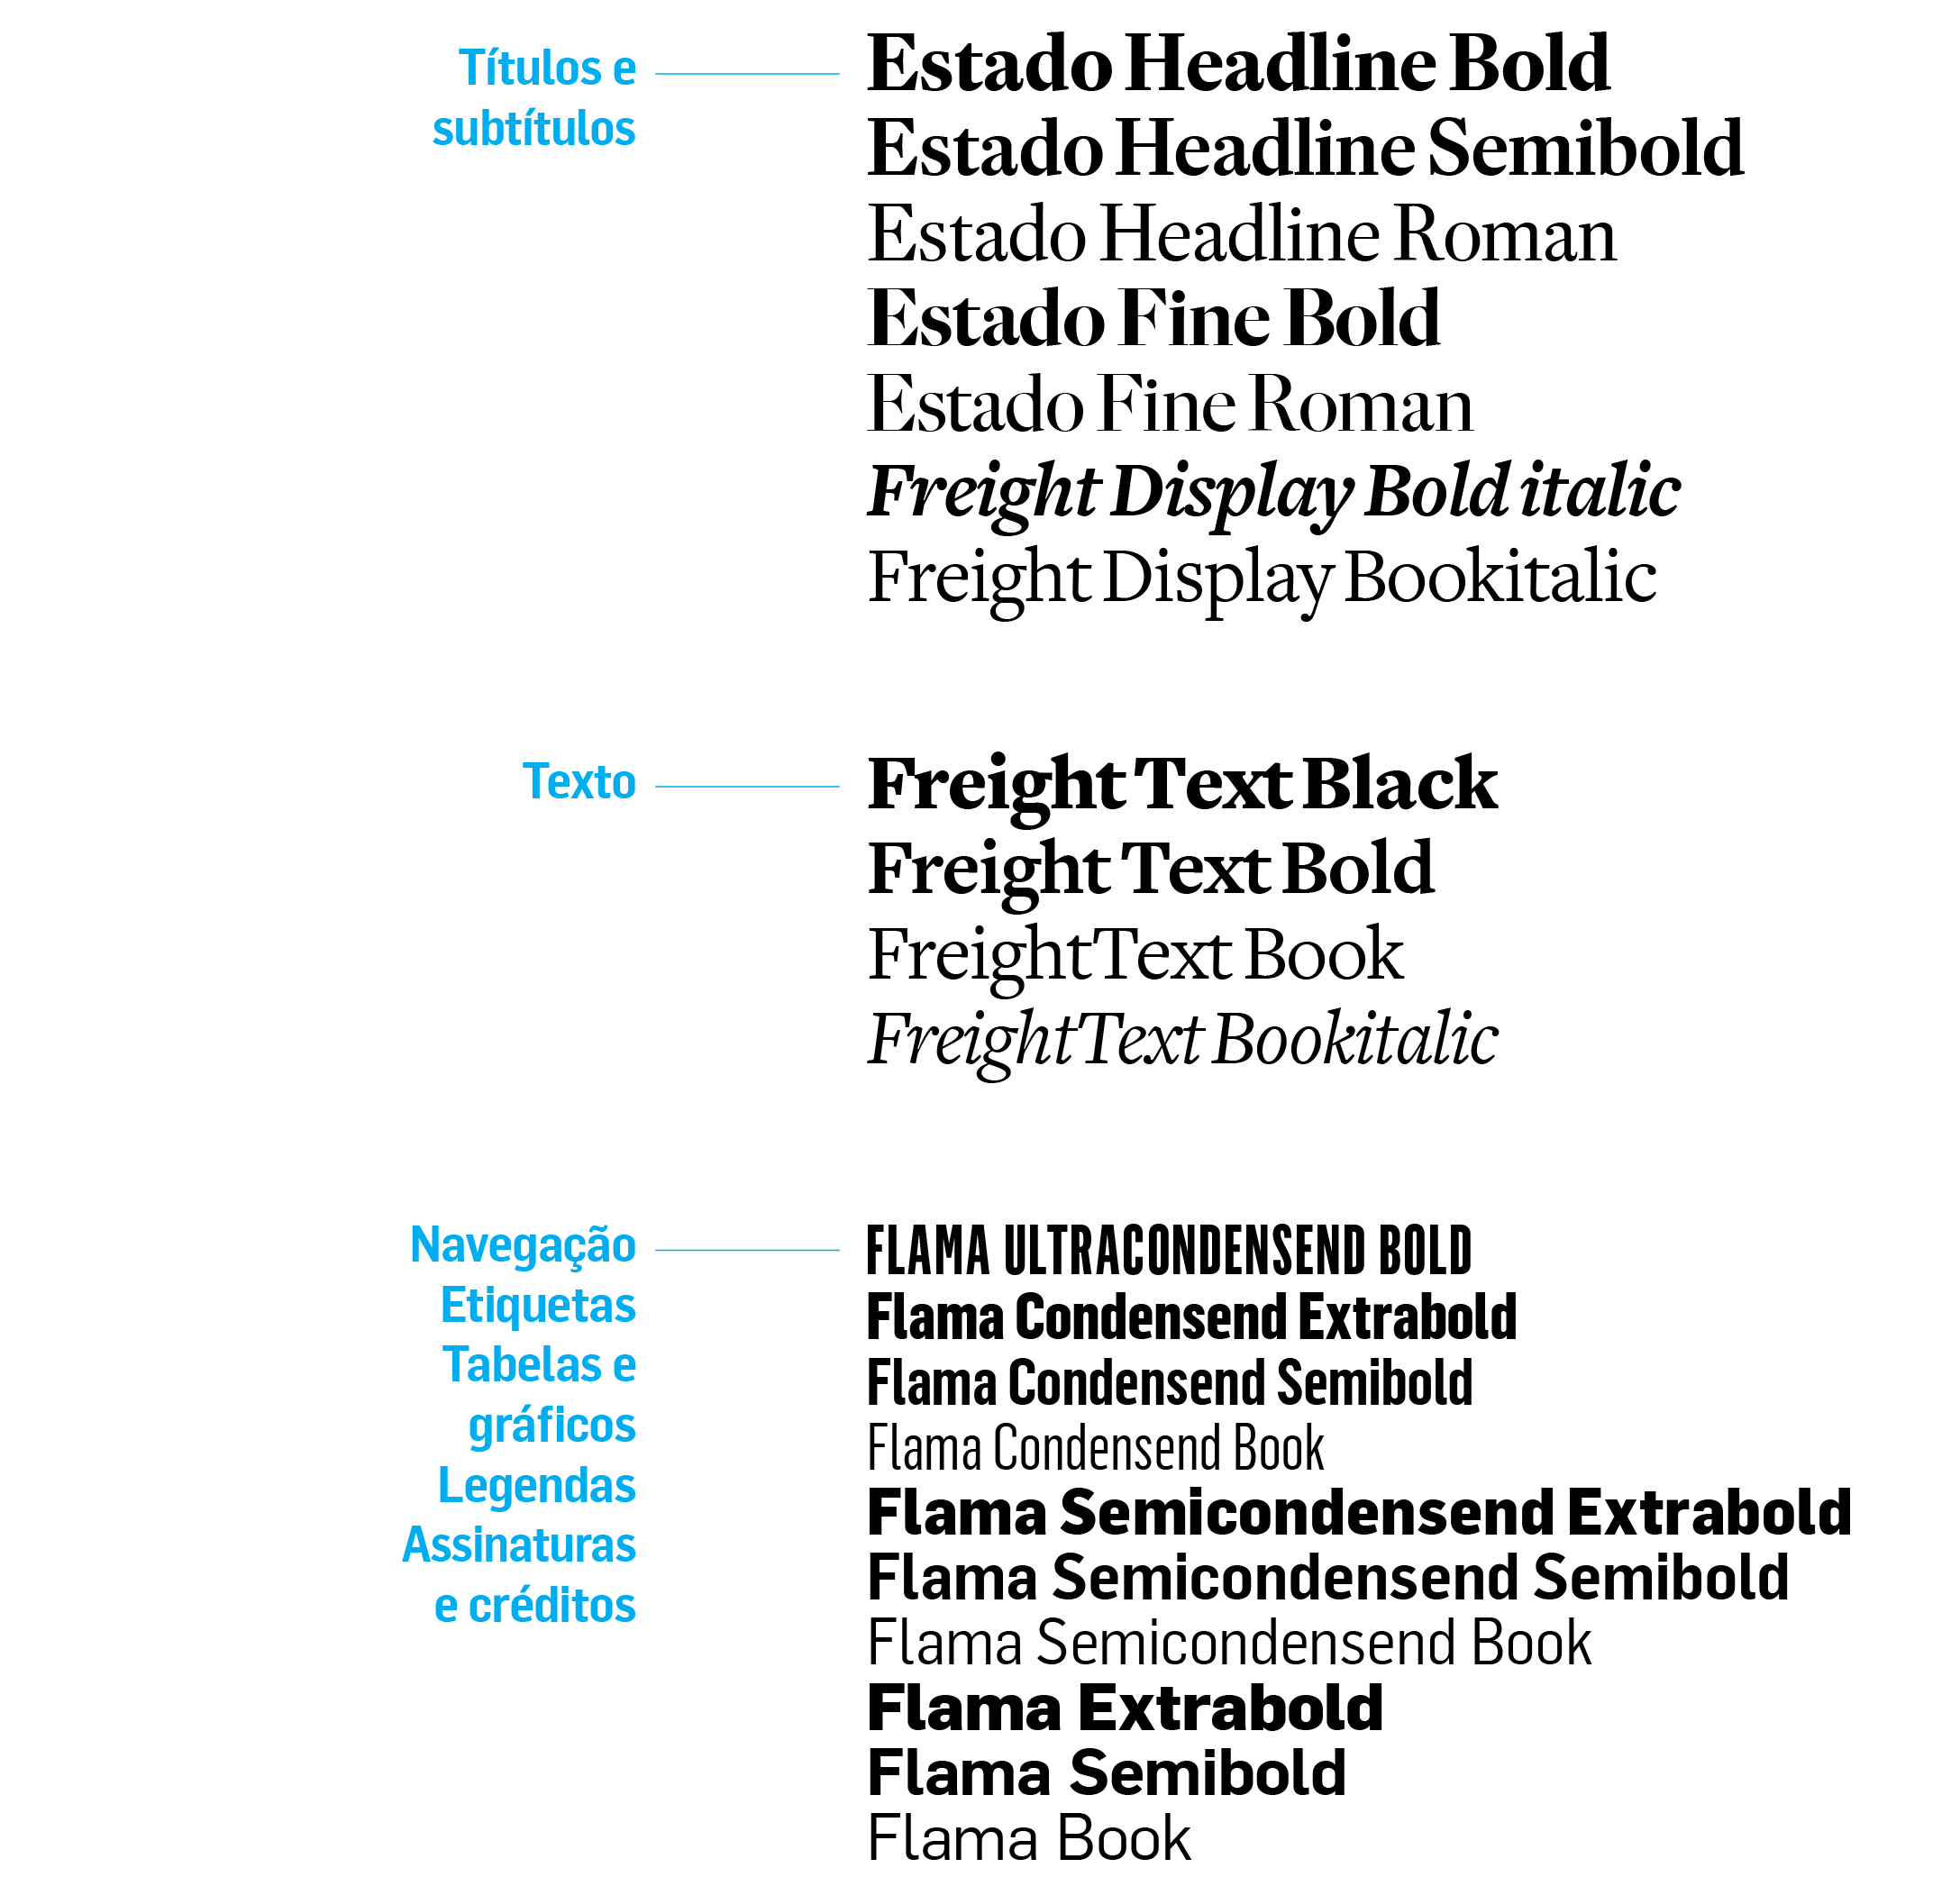 Títulos e
subtítulos
Estado Headline Bold
Estado Headline Semibold
Estado Headline Roman
Estado Fine Bold
Estado Fine Roman
Freight Display Bold italic
Freight Display Bookitalic
Texto
Freight Text Black
Freight Text Bold
FreightText Book
FreightText Bookitalic
Navegação
Etiquetas
Tabelas e
gráficos
Legendas
Assinaturas
e créditos
FLAMA ULTRACONDENSEND BOLD
Flama Condensend Extrabold
Flama Condensend Semibold
Flama Condensend Book
Flama Semicondensend Extrabold
Flama Semicondensend Semibold
Flama Semicondensend Book
Flama Extrabold
Flama Semibold
Flama Book